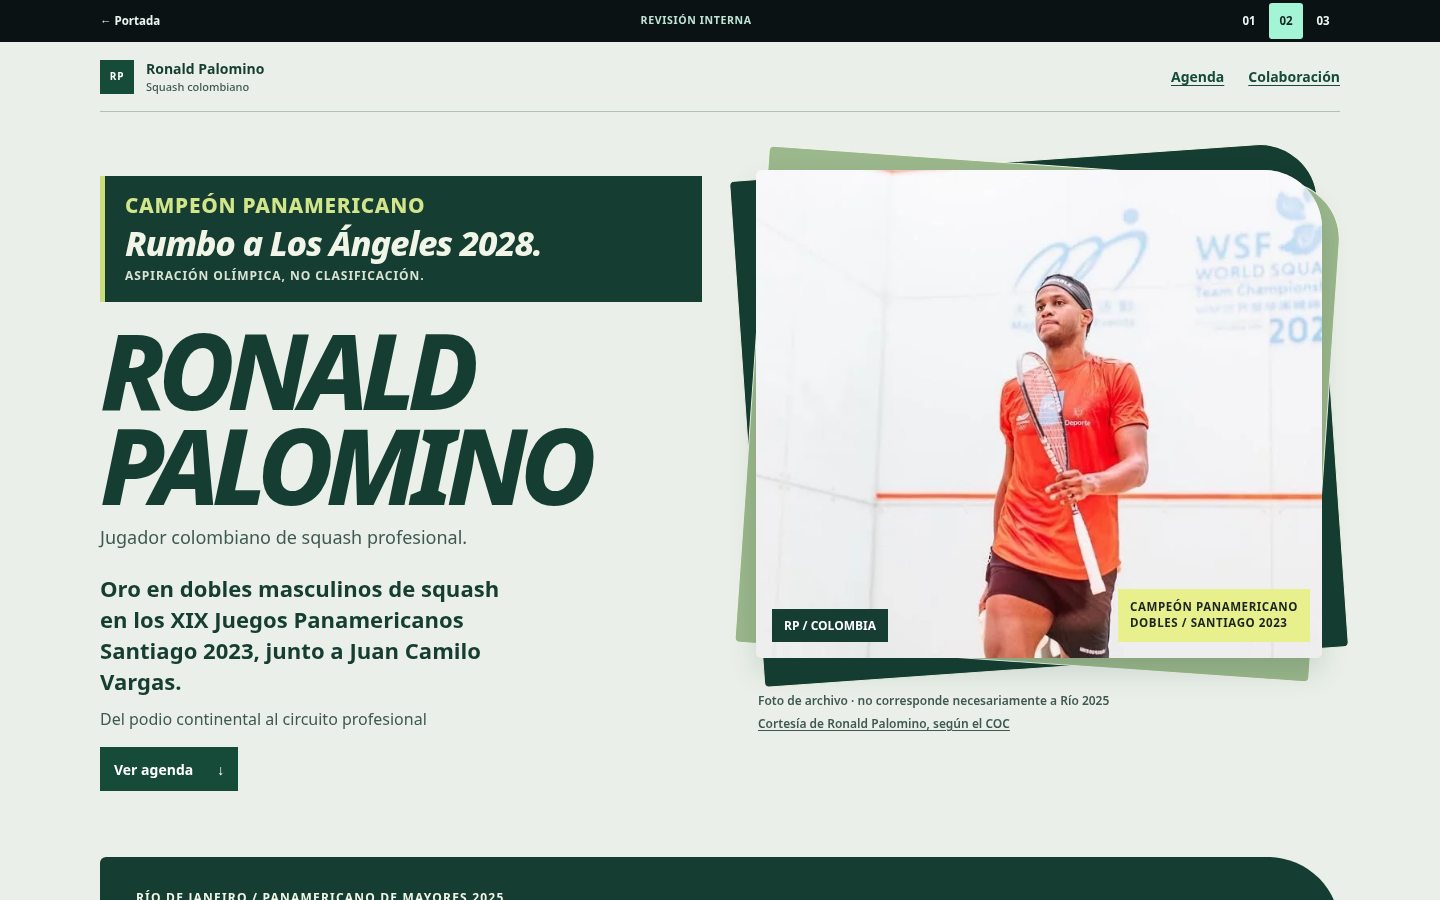 ← Portada
REVISIÓN INTERNA
01 02 03
RP
Ronald Palomino
Squash colombiano
Agenda Colaboración
CAMPEÓN PANAMERICANO
Rumbo a Los Ángeles 2028.
ASPIRACIÓN OLÍMPICA, NO CLASIFICACIÓN.
RONALD
PALOMINO
Jugador colombiano de squash profesional.
Oro en dobles masculinos de squash
en los XIX Juegos Panamericanos
Santiago 2023, junto a Juan Camilo
Vargas.
Del podio continental al circuito profesional
Ver agenda ↓
WSF
WORLD SQUA
Team Championsh
202
Deporte
RP / COLOMBIA
CAMPEÓN PANAMERICANO
DOBLES / SANTIAGO 2023
Foto de archivo · no corresponde necesariamente a Río 2025
Cortesía de Ronald Palomino, según el COC
RÍO DE JANEIRO / PANAMERICANO DE MAYORES 2025